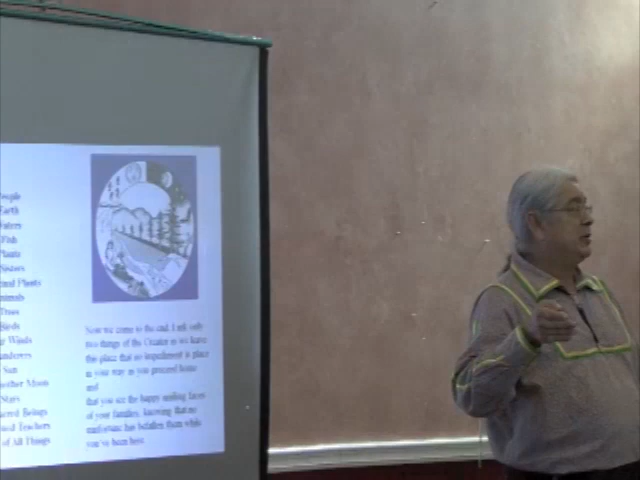 People
Earth
Waters
Fish
Plants
Sisters
Plants
Animals
Trees
Birds
Winds
Sun
Moon
Stars
Beings
Teachers
of All Things
Now we come to the end. I ask only
two things of the Creator as we leave
this place that no impediment is place
in your way as you proceed home
and
that you see the happy smiling faces
of your families, knowing that no
misfortune has befallen them while
you've been here.